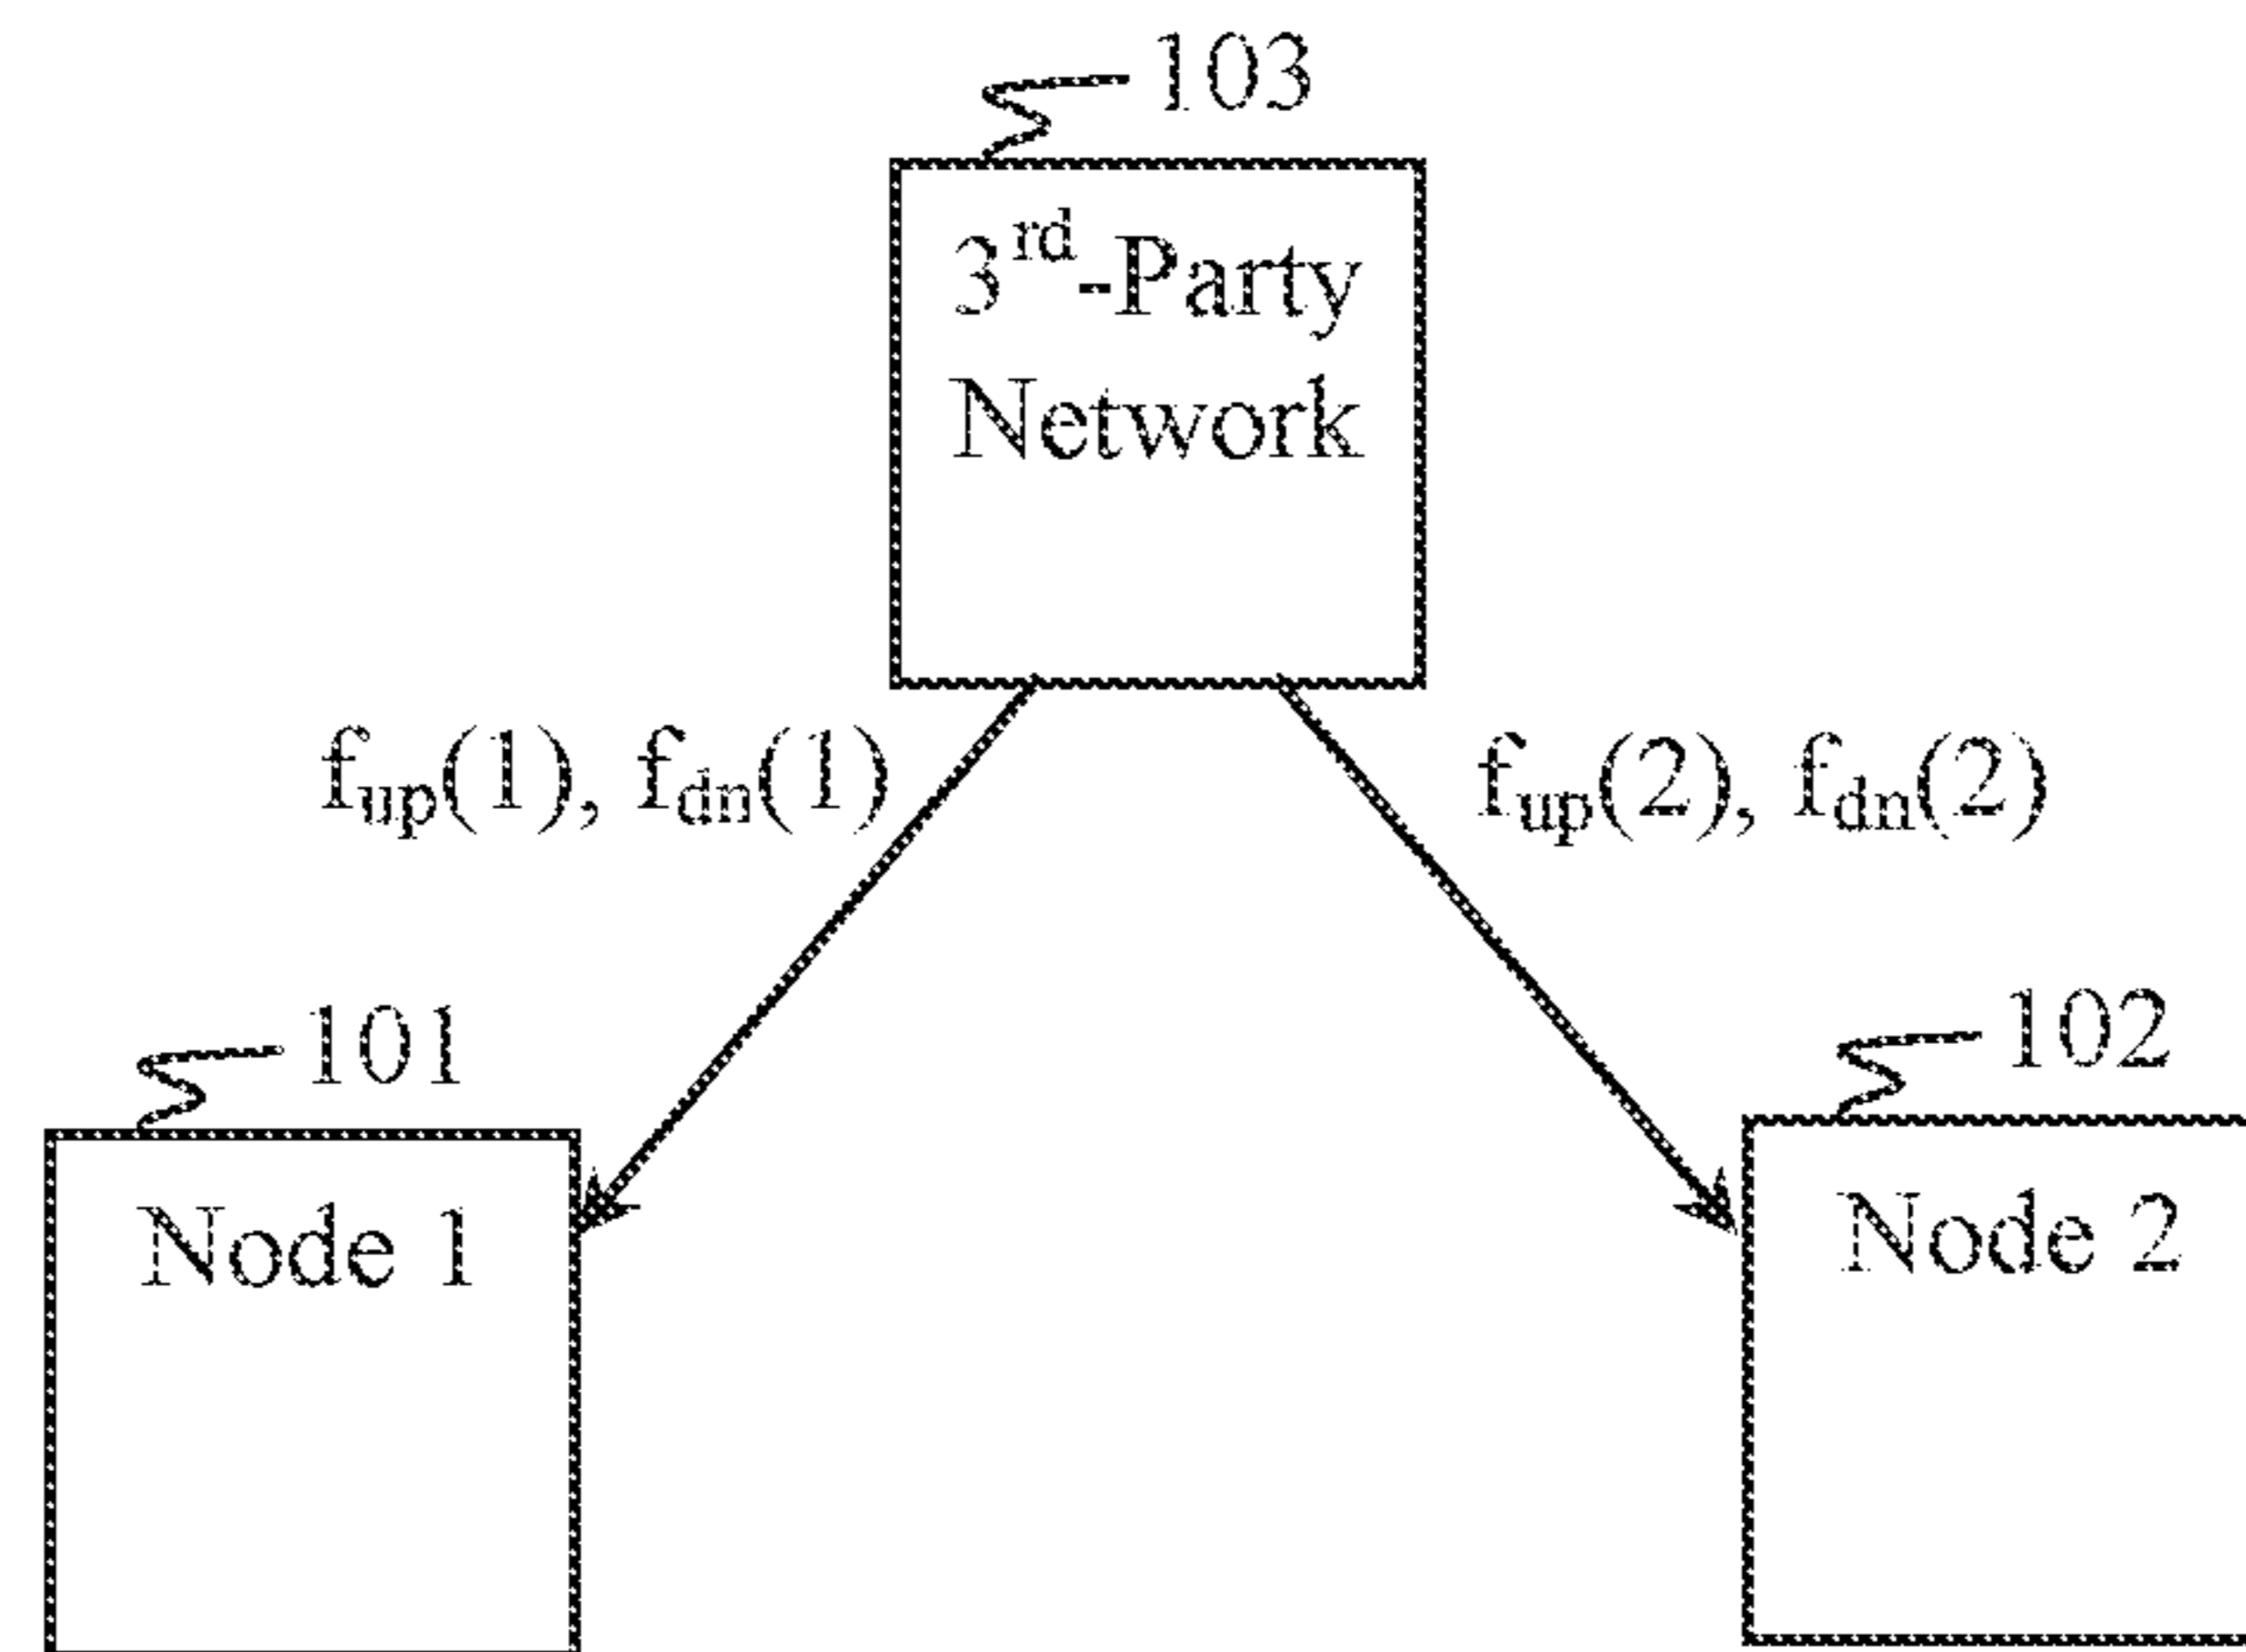 103
3rd-Party
Network
fup(1), fdn(1)
fup(2), fdn(2)
101
102
Node 1
Node 2